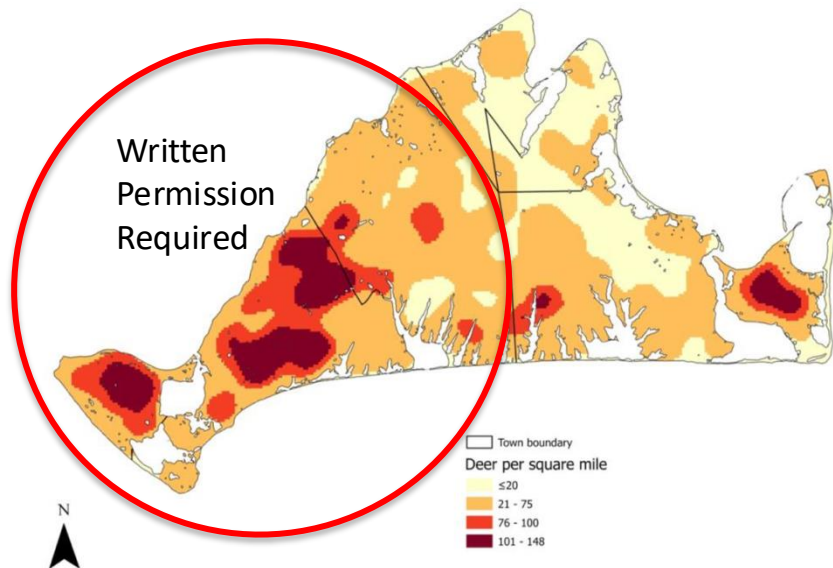 Written
Permission
Required
N
Town boundary
Deer per square mile
≤20
21 - 75
76 - 100
101 - 148